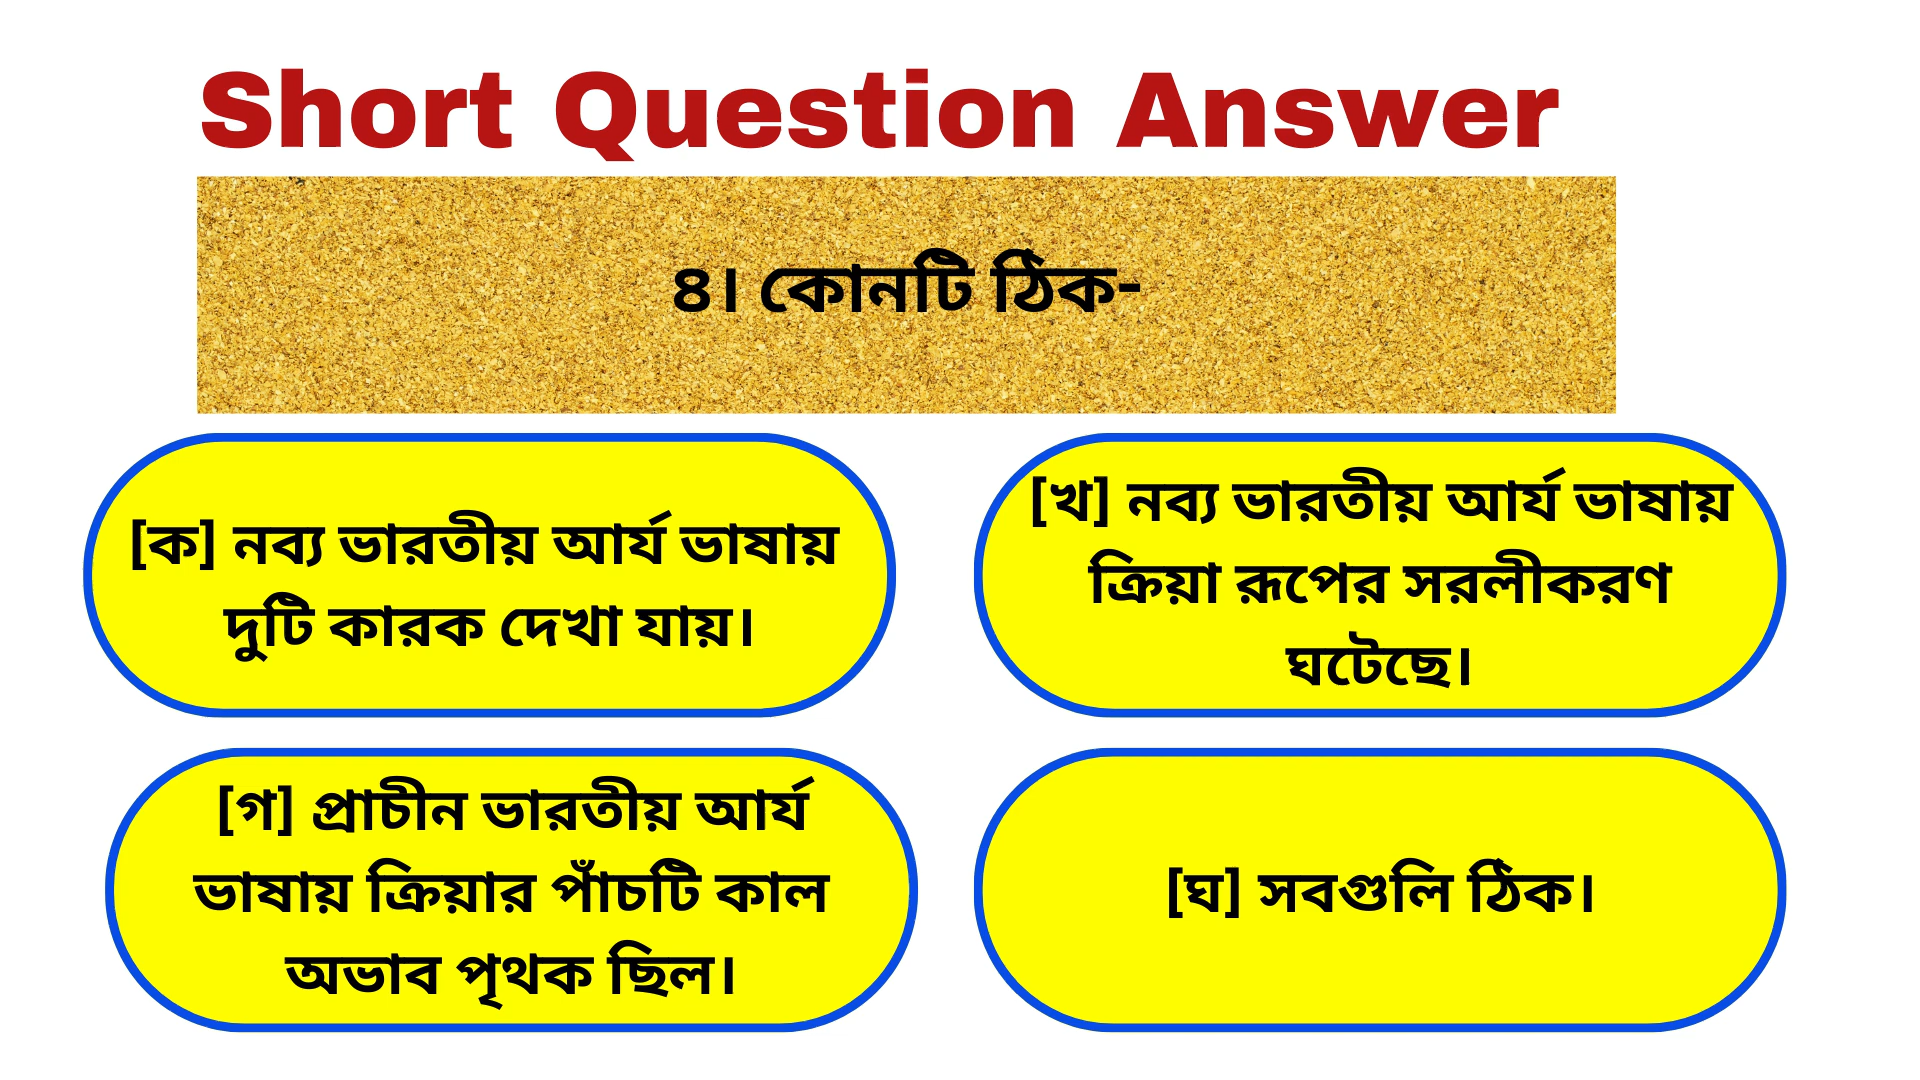 Short Question Answer
৪। কোনটি ঠিক-
[ক] নব্য ভারতীয় আর্য ভাষায়
দুটি কারক দেখা যায়।
[খ] নব্য ভারতীয় আর্য ভাষায়
ক্রিয়া রূপের সরলীকরণ
ঘটেছে।
[গ] প্রাচীন ভারতীয় আর্য
ভাষায় ক্রিয়ার পাঁচটি কাল
অভাব পৃথক ছিল।
[ঘ] সবগুলি ঠিক।